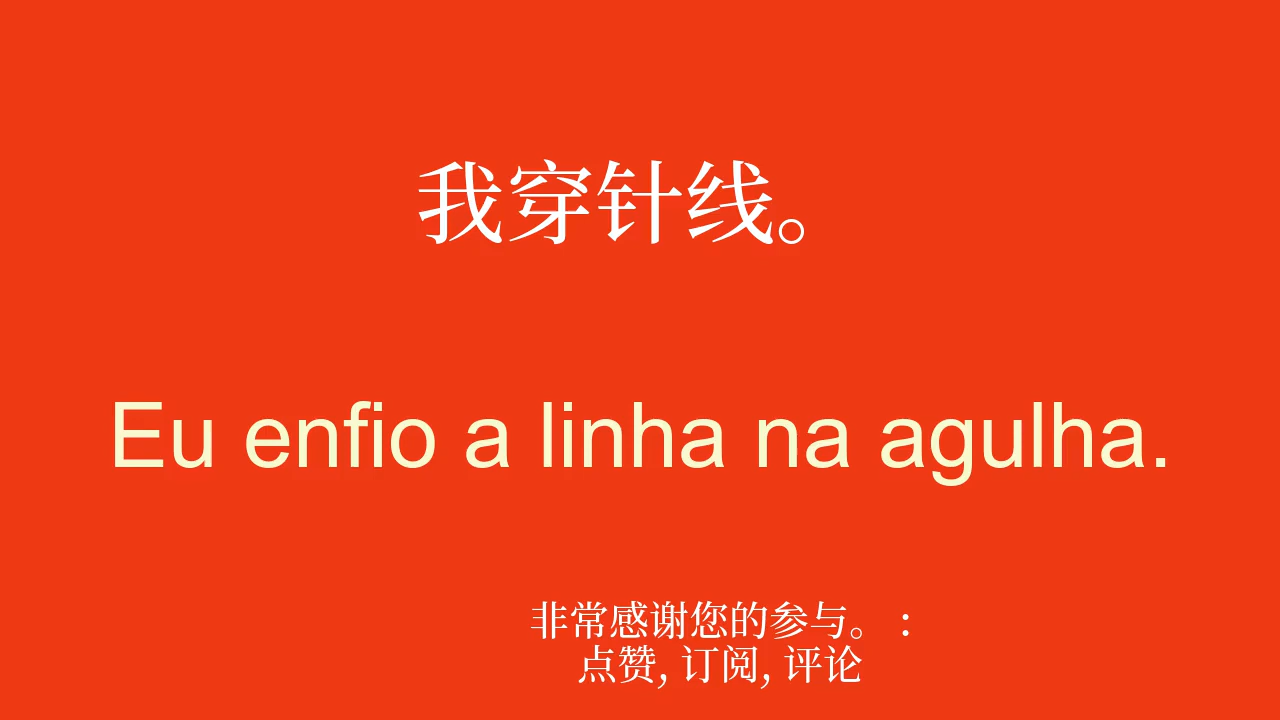 我穿针线。
Eu enfio a linha na agulha.
非常感谢您的参与。 :
点赞, 订阅, 评论